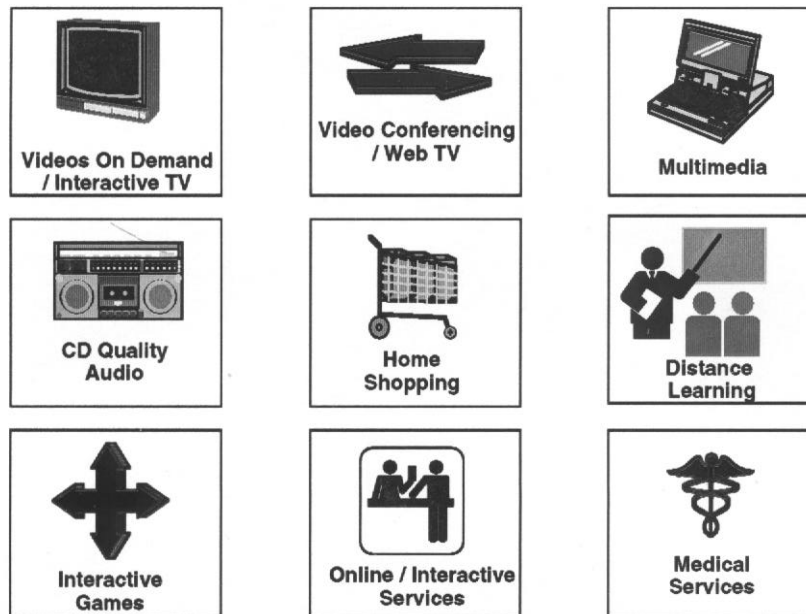 Videos On Demand
/ Interactive TV
Video Conferencing
/ Web TV
Multimedia
CD Quality
Audio
Home
Shopping
Distance
Learning
Interactive
Games
Online / Interactive
Services
Medical
Services